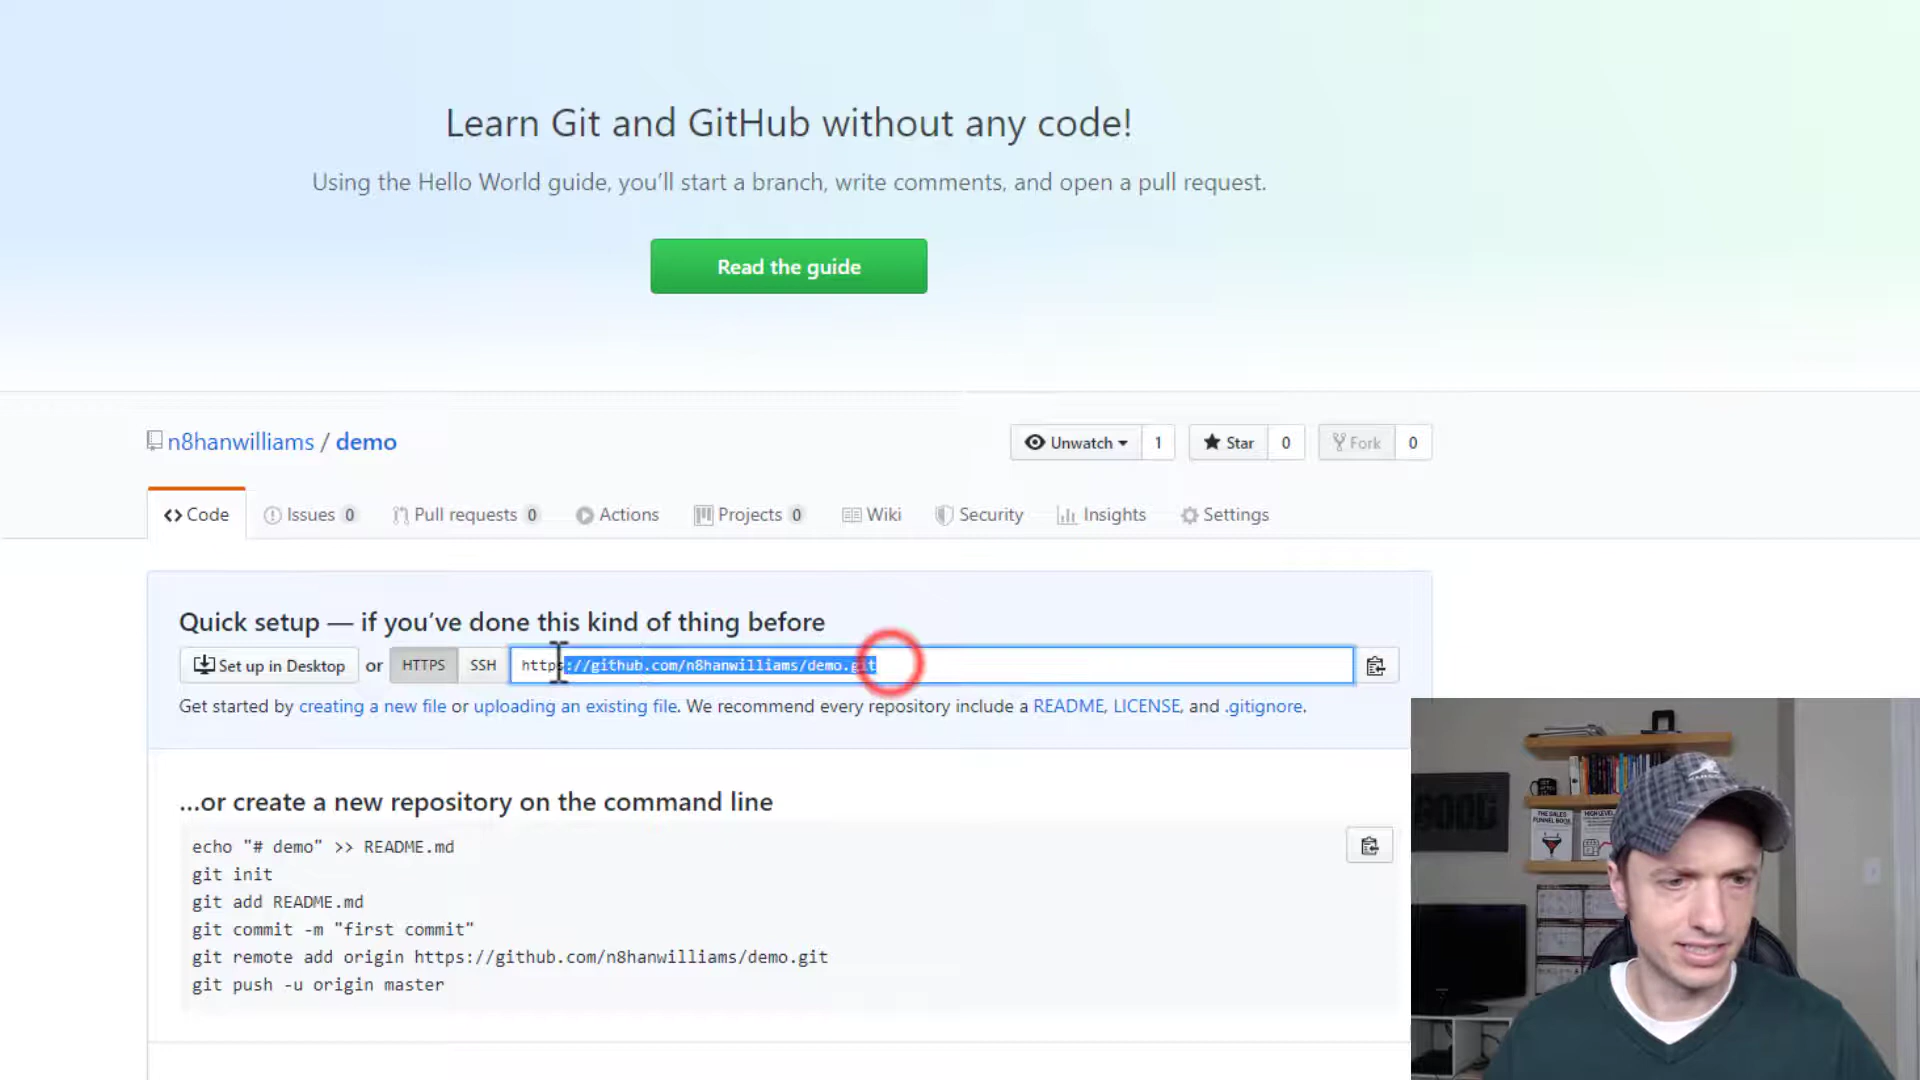 Learn Git and GitHub without any code!
Using the Hello World guide, you’ll start a branch, write comments, and open a pull request.
Read the guide
n8hanwilliams / demo
Unwatch 1 Star 0 Fork 0
Code Issues 0 Pull requests 0 Actions Projects 0 Wiki Security Insights Settings
Quick setup — if you’ve done this kind of thing before
Set up in Desktop or HTTPS SSH https://github.com/n8hanwilliams/demo.git
Get started by creating a new file or uploading an existing file. We recommend every repository include a README, LICENSE, and .gitignore.
…or create a new repository on the command line
echo "# demo" >> README.md
git init
git add README.md
git commit -m "first commit"
git remote add origin https://github.com/n8hanwilliams/demo.git
git push -u origin master